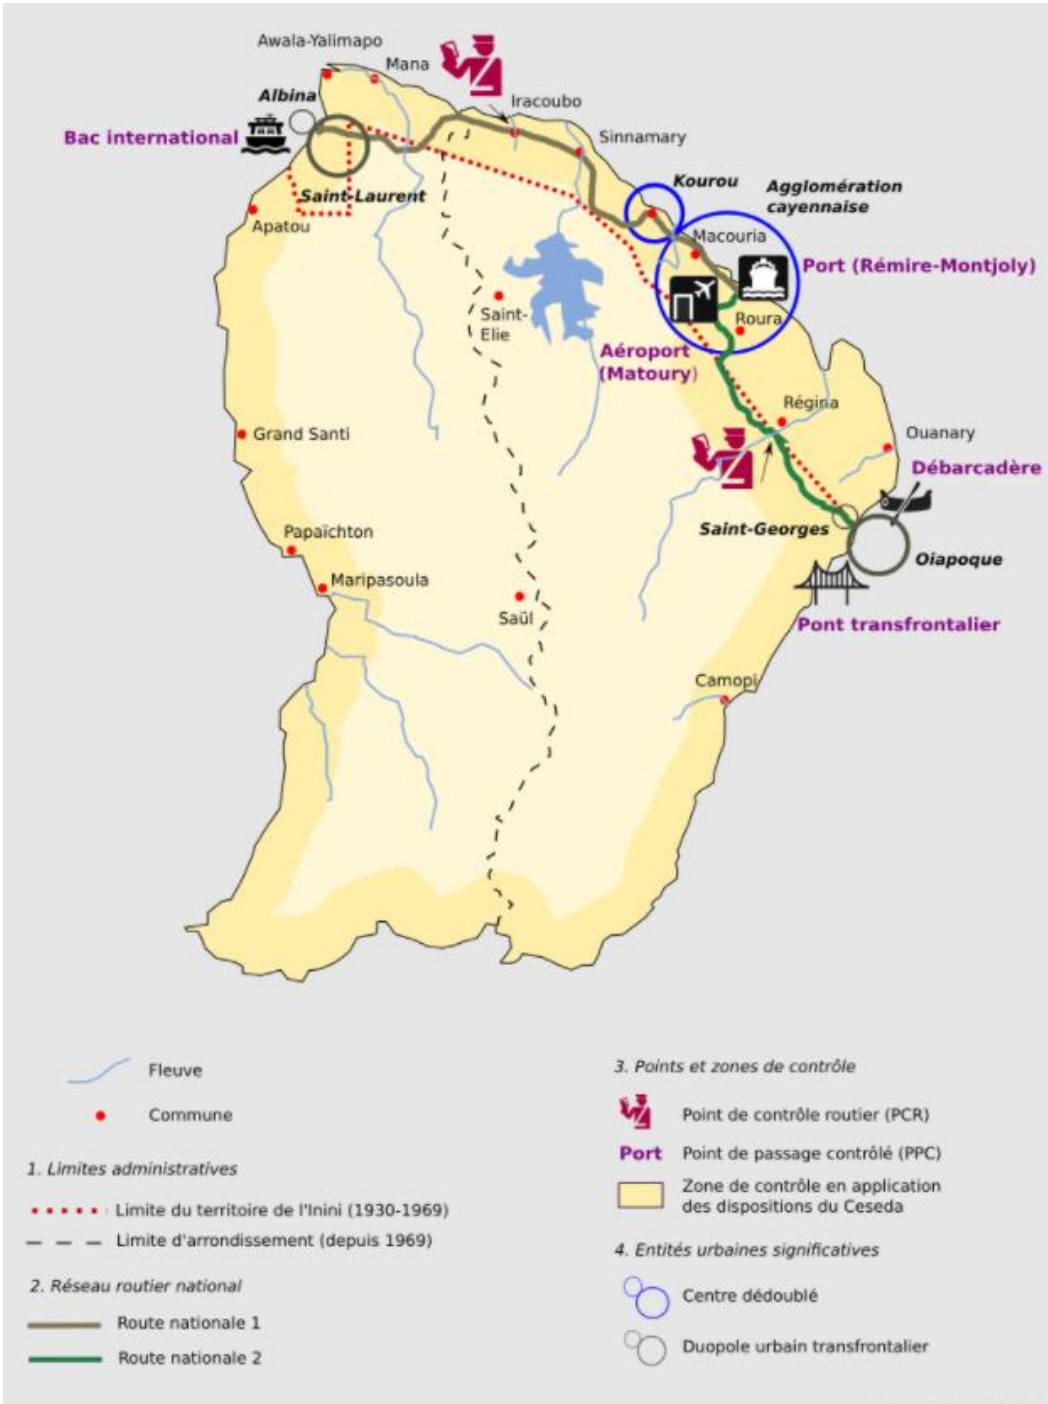 Awala-Yalimapo
Mana
Albina
Iracoubo
Bac international
Sinnamary
Kourou
Agglomération
cayennaise
Saint-Laurent
Apatou
Macouria
Port (Rémire-Montjoly)
Saint-
Elie
Roura
Aéroport
(Matoury)
Régina
Grand Santi
Ouanary
Débarcadère
Saint-Georges
Papaïchton
Oiapoque
Maripasoula
Saül
Pont transfrontalier
Camopi
Fleuve
Commune
1. Limites administratives
Limite du territoire de l'Inini (1930-1969)
Limite d'arrondissement (depuis 1969)
2. Réseau routier national
Route nationale 1
Route nationale 2
3. Points et zones de contrôle
Point de contrôle routier (PCR)
Port Point de passage contrôlé (PPC)
Zone de contrôle en application
des dispositions du Ceseda
4. Entités urbaines significatives
Centre dédoublé
Duopole urbain transfrontalier